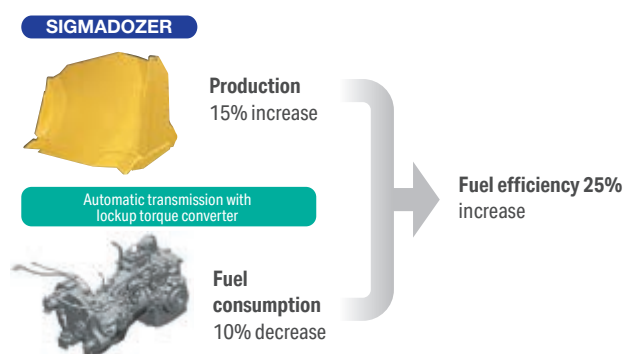 SIGMADOZER
Production
15% increase
Automatic transmission with
lockup torque converter
Fuel
consumption
10% decrease
Fuel efficiency 25%
increase